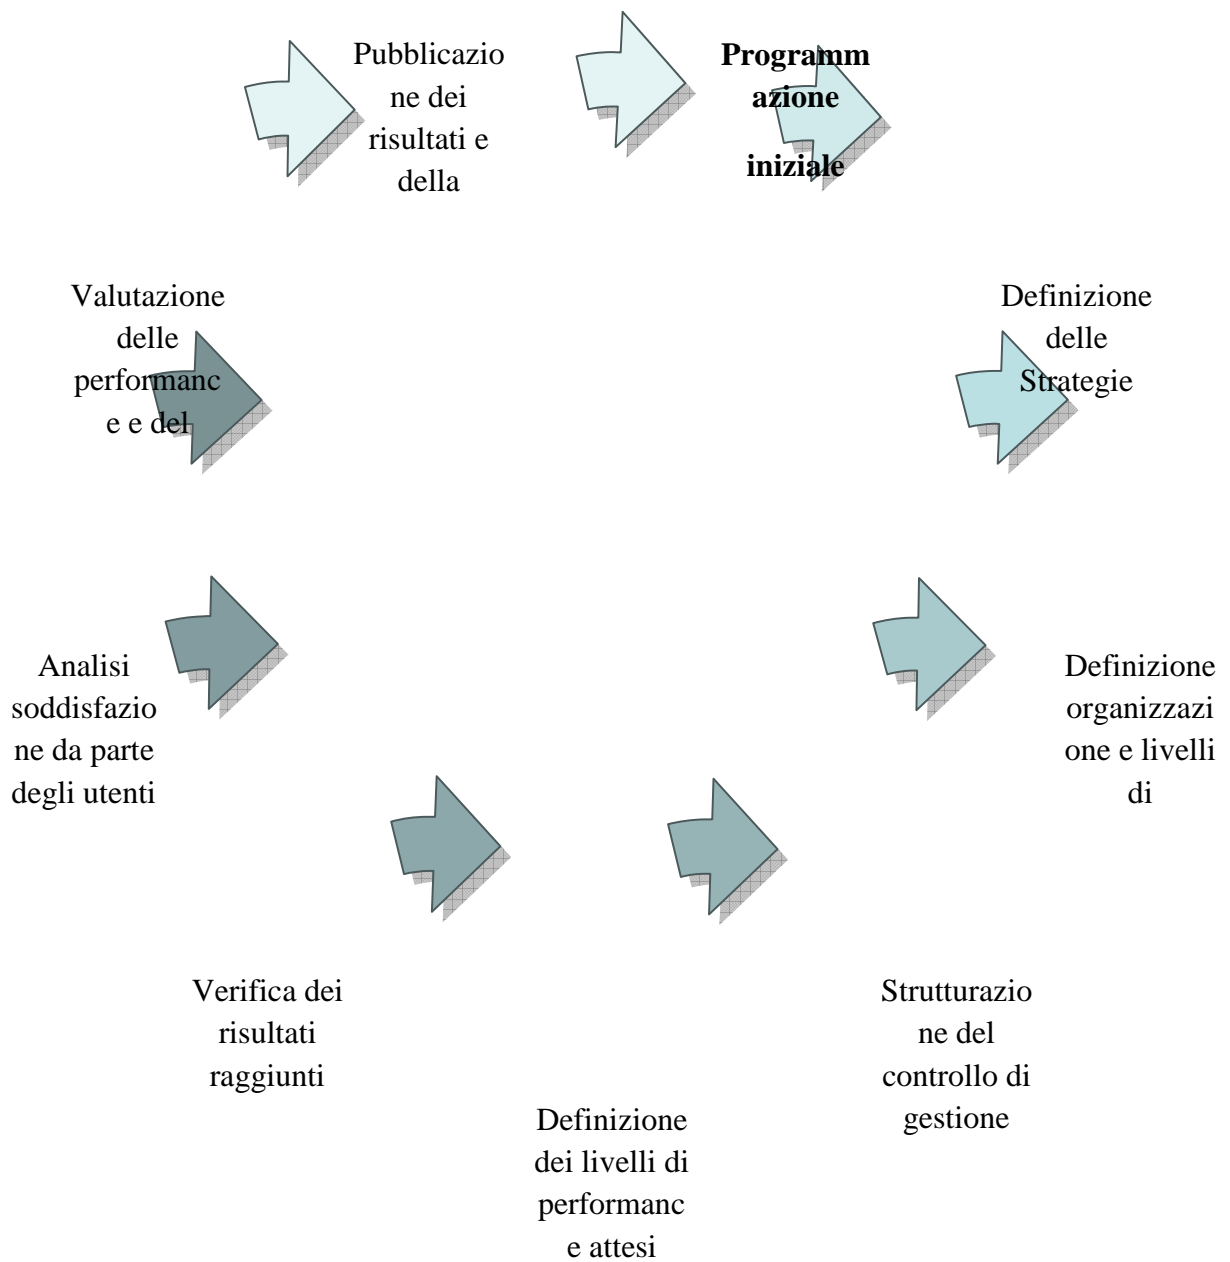 Pubblicazio
ne dei
risultati e
della
Programm
azione
iniziale
Valutazione
delle
performanc
e e del
Definizione
delle
Strategie
Analisi
soddisfazio
ne da parte
degli utenti
Definizione
organizzazi
one e livelli
di
Verifica dei
risultati
raggiunti
Strutturazio
ne del
controllo di
gestione
Definizione
dei livelli di
performanc
e attesi